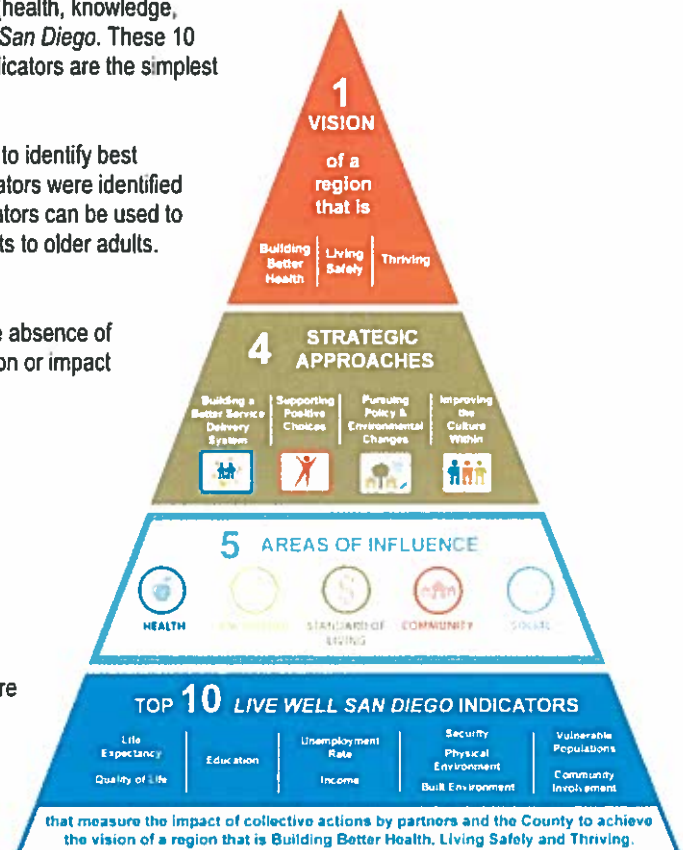 (health, knowledge,
San Diego. These 10
licators are the simplest
to identify best
ators were identified
ators can be used to
ts to older adults.
e absence of
on or impact
re
1
VISION
of a
region
that is
Building
Better
Health
Living
Safely
Thriving
4 STRATEGIC
APPROACHES
Building a
Better Service
Delivery
System
Supporting
Positive
Choices
Pursuing
Policy &
Environmental
Changes
Improving
the
Culture
Within
5 AREAS OF INFLUENCE
HEALTH
STANDARD OF
LIVING
COMMUNITY
SOCIAL
TOP 10 LIVE WELL SAN DIEGO INDICATORS
Life
Expectancy
Quality of Life
Education
Unemployment
Rate
Income
Security
Physical
Environment
Built Environment
Vulnerable
Populations
Community
Involvement
that measure the impact of collective actions by partners and the County to achieve
the vision of a region that is Building Better Health, Living Safely and Thriving.